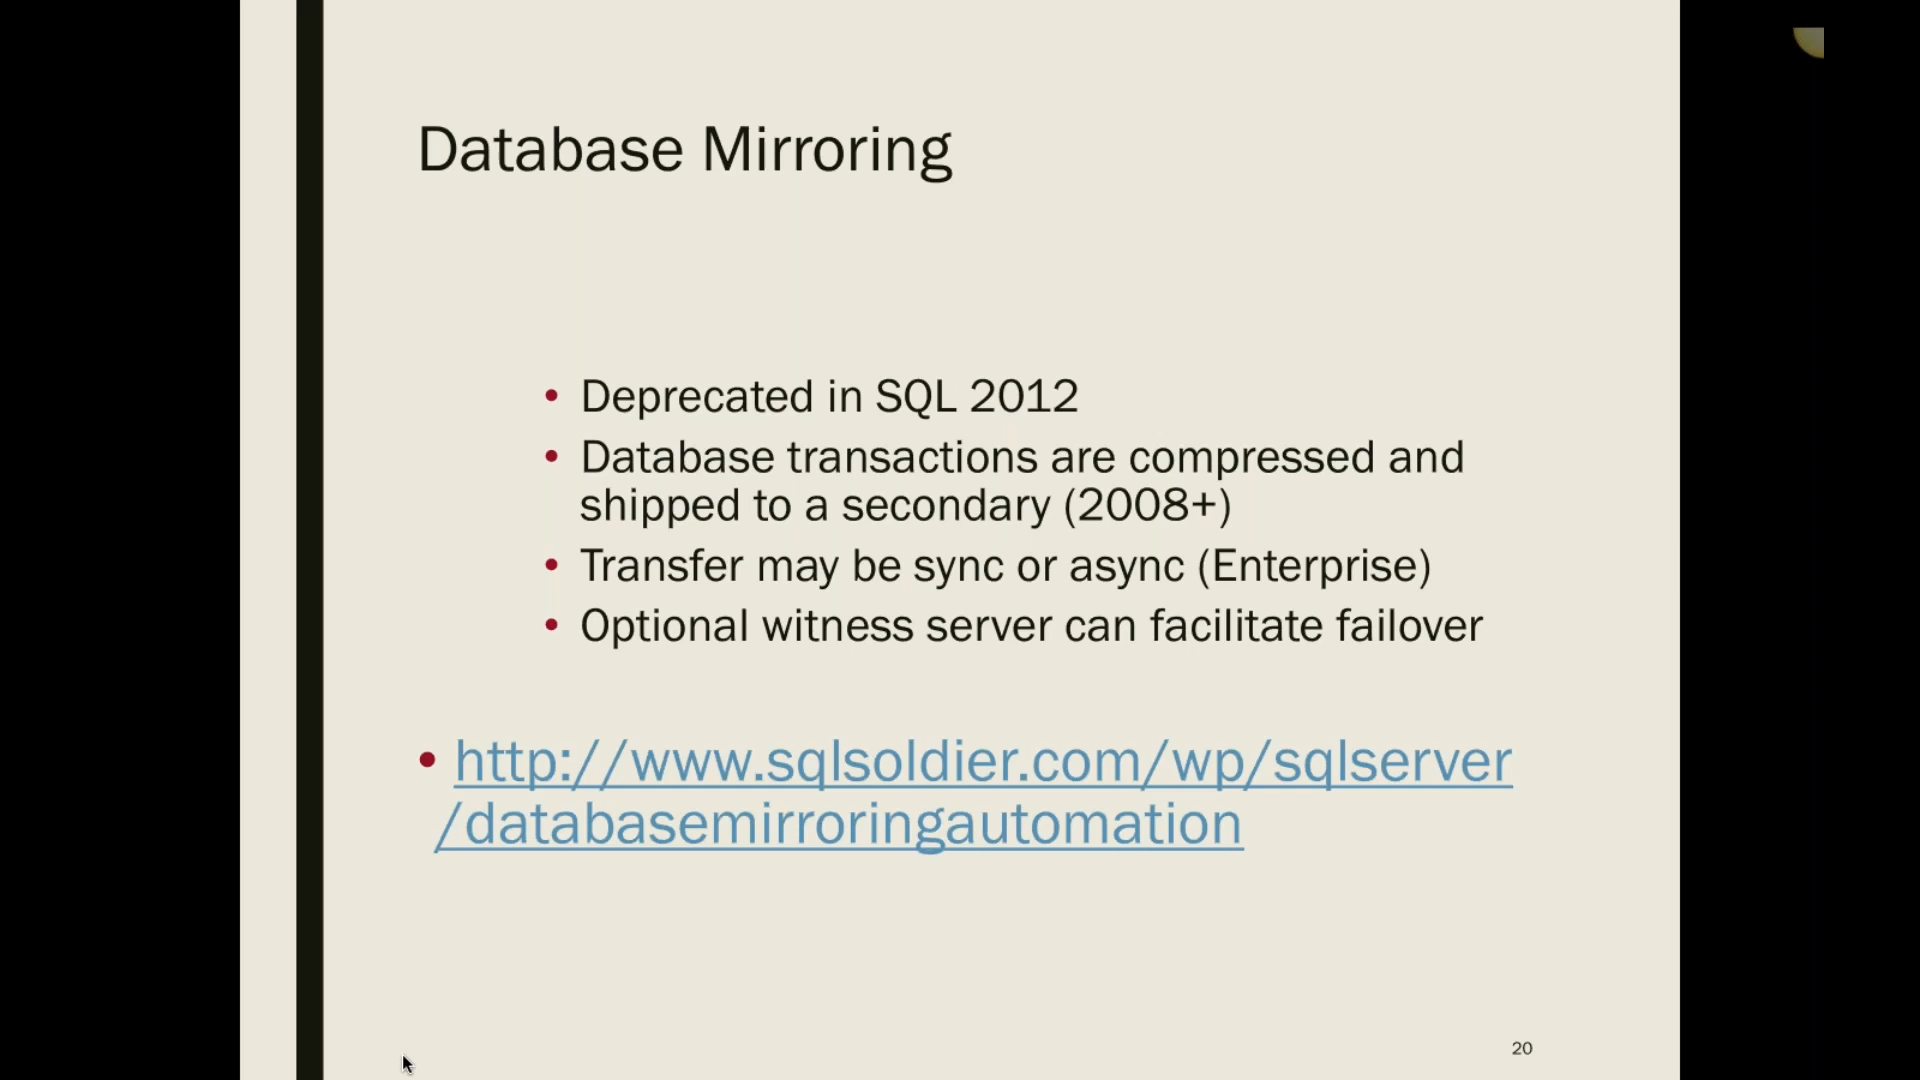 Database Mirroring
• Deprecated in SQL 2012
• Database transactions are compressed and
shipped to a secondary (2008+)
• Transfer may be sync or async (Enterprise)
• Optional witness server can facilitate failover
• http://www.sqlsoldier.com/wp/sqlserver
/databasemirroringautomation
20